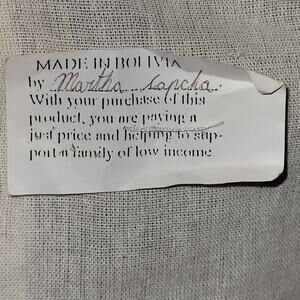 MADE IN BOLIVIA
by Martha Capcha.
With your purchase of this
product, you are paying a
just price and helping to sup-
port a family of low income.